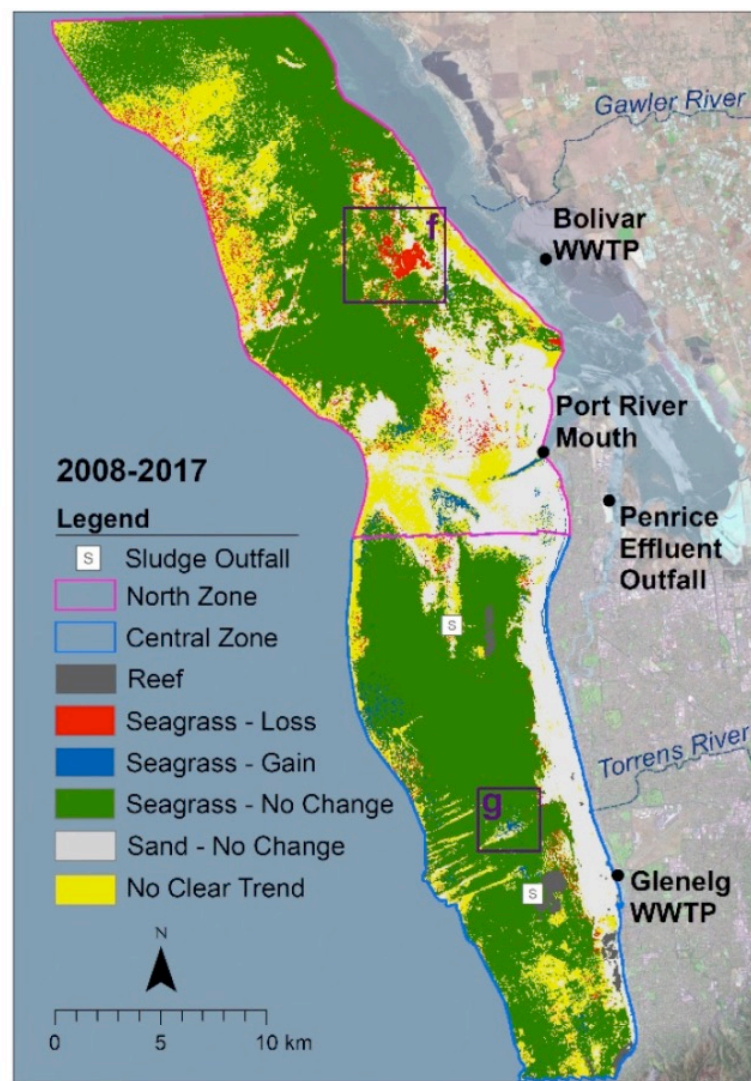 Gawler River
f
Bolivar
WWTP
Port River
Mouth
Penrice
Effluent
Outfall
2008-2017
Legend
S Sludge Outfall
North Zone
Central Zone
Reef
Seagrass - Loss
Seagrass - Gain
Seagrass - No Change
Sand - No Change
No Clear Trend
S
Torrens River
g
S
Glenelg
WWTP
N
0 5 10 km